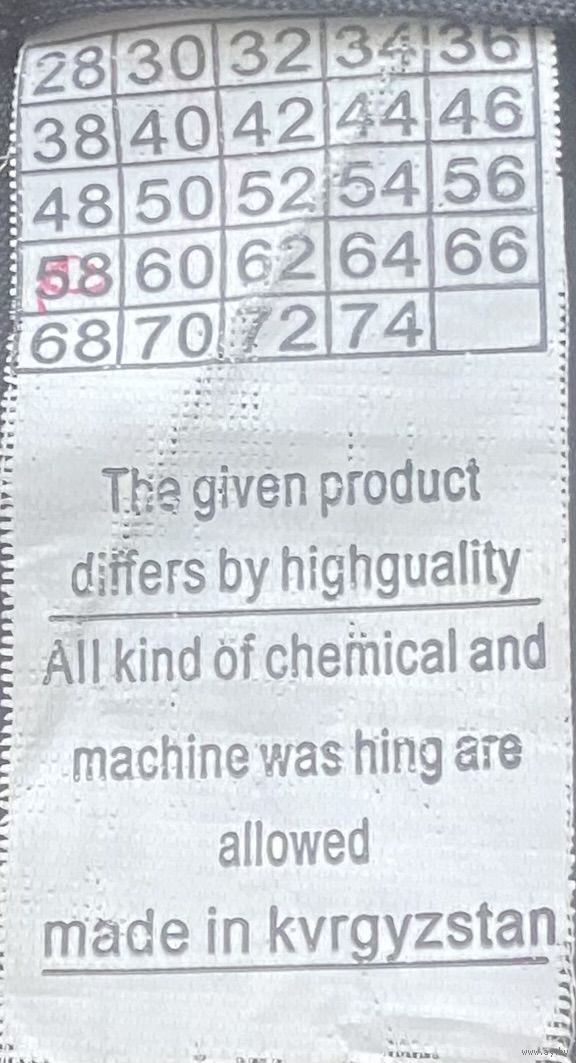 28 30 32 34 36
38 40 42 44 46
48 50 52 54 56
58 60 62 64 66
68 70 72 74
The given product
differs by highguality
All kind of chemical and
machine was hing are
allowed
made in kvrgyzstan